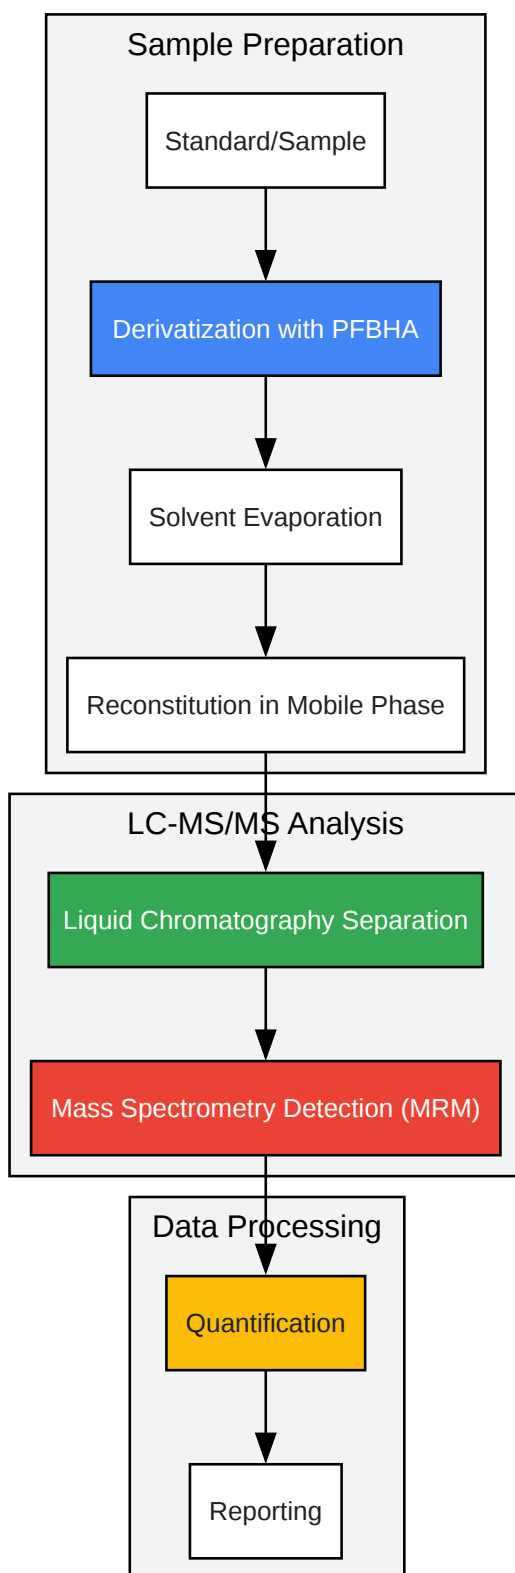 Sample Preparation
Standard/Sample
Derivatization with PFBHA
Solvent Evaporation
Reconstitution in Mobile Phase
LC-MS/MS Analysis
Liquid Chromatography Separation
Mass Spectrometry Detection (MRM)
Data Processing
Quantification
Reporting